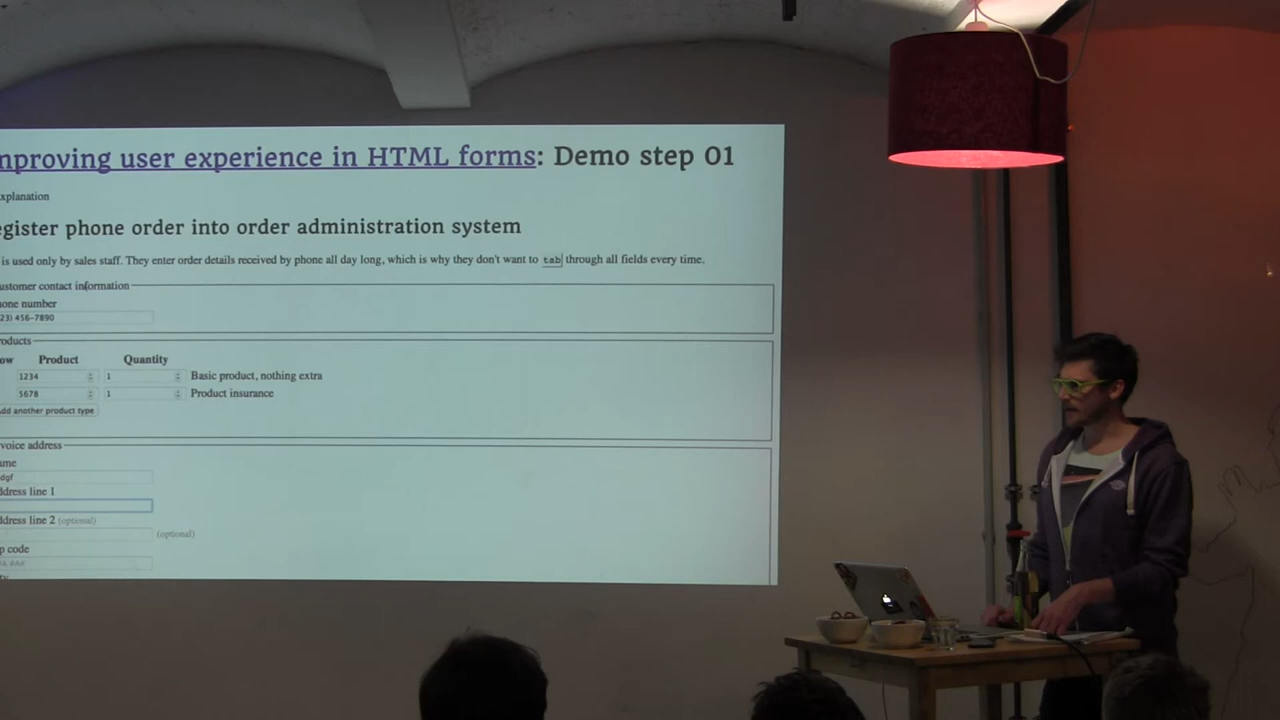 mproving user experience in HTML forms: Demo step 01
xplanation
egister phone order into order administration system
is used only by sales staff. They enter order details received by phone all day long, which is why they don't want to tab through all fields every time.
ustomer contact information
hone number
23) 456-7890
roducts
ow Product Quantity
1234 1 Basic product, nothing extra
5678 1 Product insurance
dd another product type
voice address
ame
dgf
ddress line 1
ddress line 2 (optional)
(optional)
p code